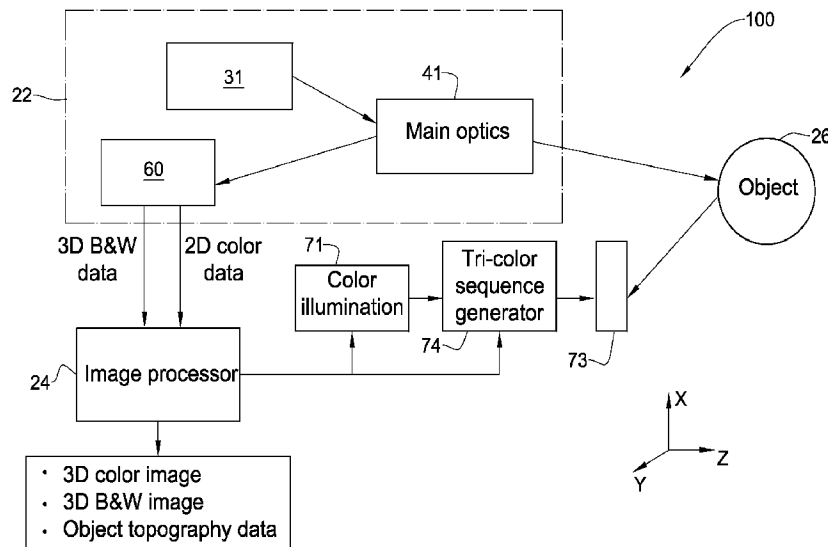 100
22
31
41
Main optics
26
Object
60
3D B&W
data
2D color
data
71
Color
illumination
Tri-color
sequence
generator
74
73
24
Image processor
X
Y
Z
• 3D color image
• 3D B&W image
• Object topography data